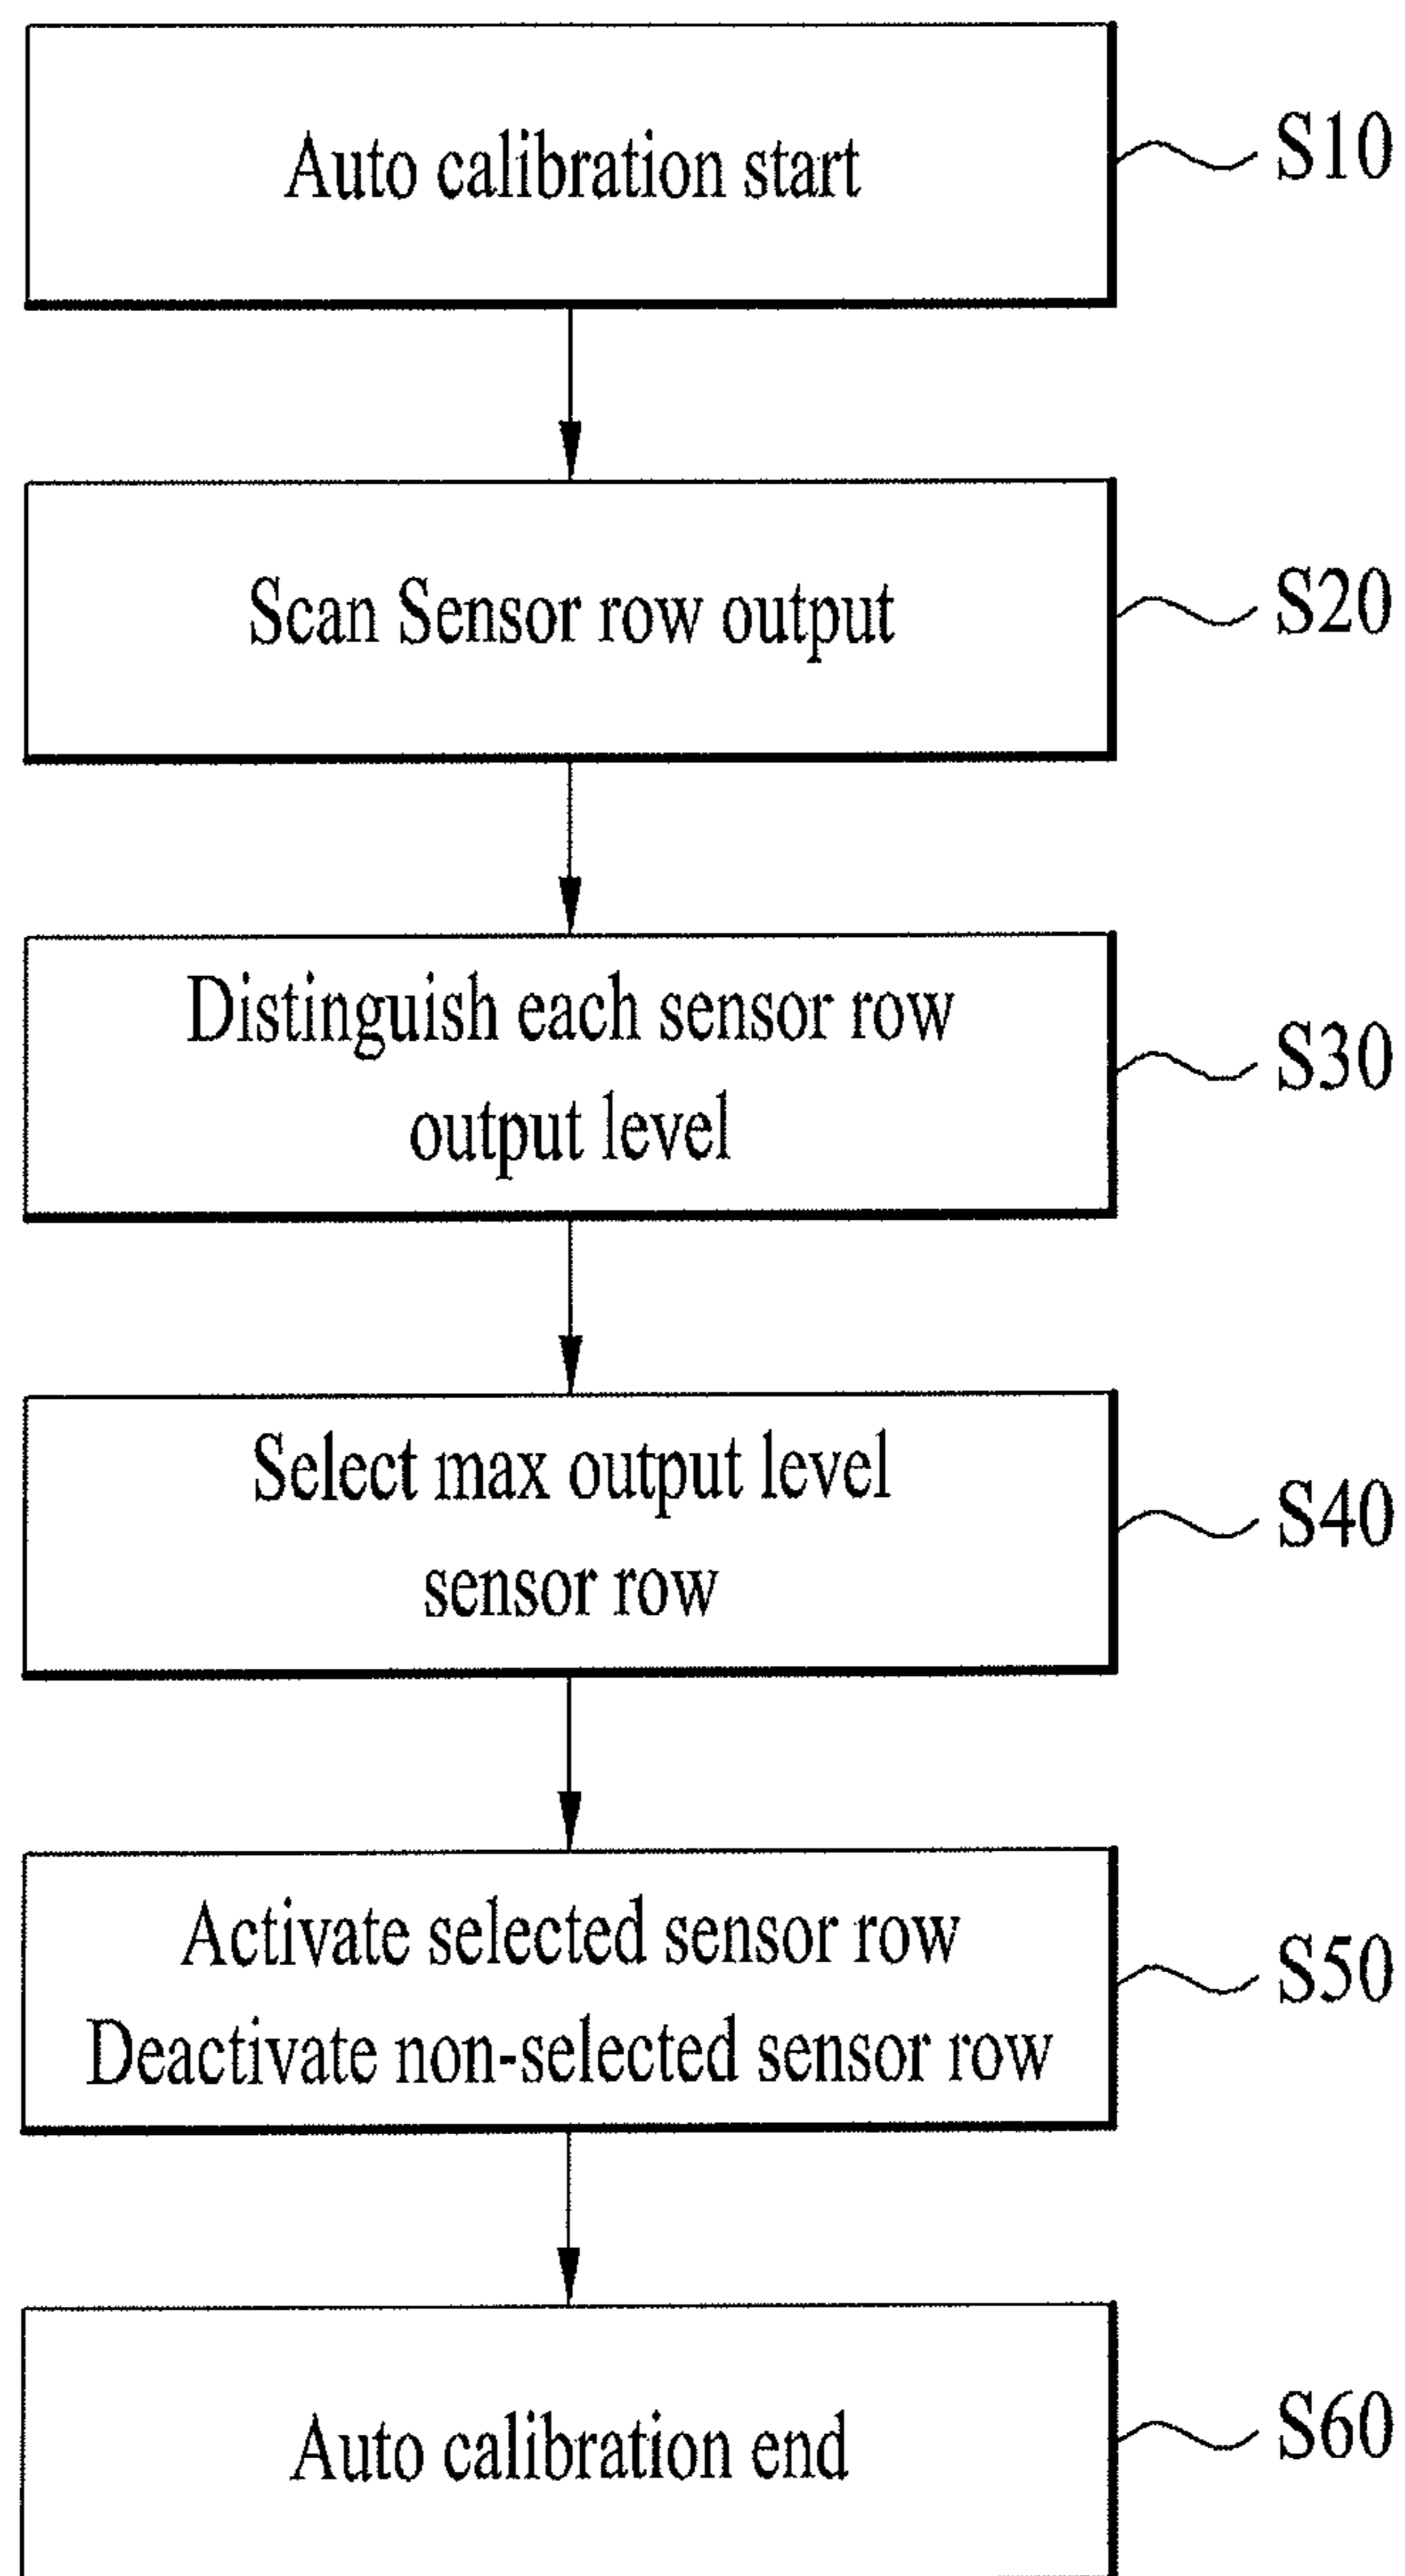 Auto calibration start
S10
Scan Sensor row output
S20
Distinguish each sensor row
output level
S30
Select max output level
sensor row
S40
Activate selected sensor row
Deactivate non-selected sensor row
S50
Auto calibration end
S60